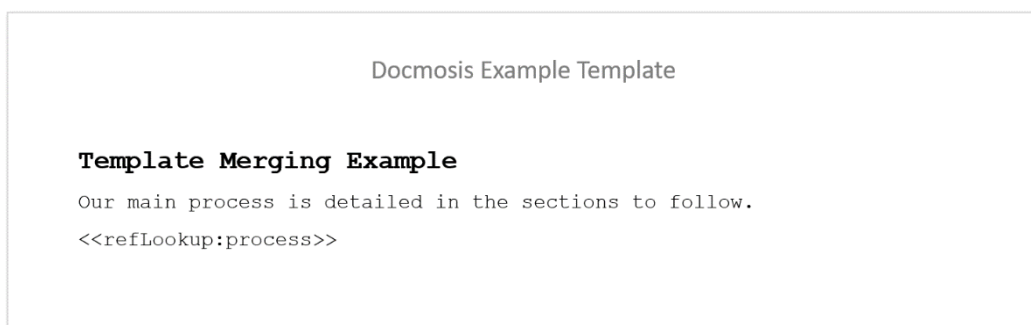 Docmosis Example Template
Template Merging Example
Our main process is detailed in the sections to follow.
<<refLookup:process>>